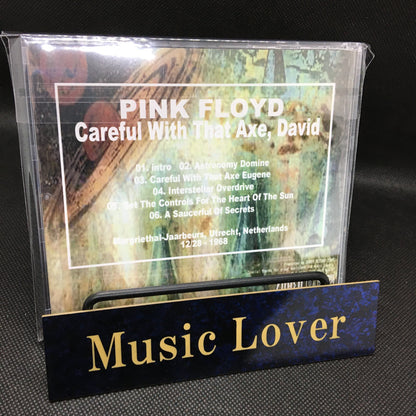 PINK FLOYD
Careful With That Axe, David
01. Intro 02. Astronomy Domine
03. Careful With That Axe Eugene
04. Interstellar Overdrive
05. Set The Controls For The Heart Of The Sun
06. A Saucerful Of Secrets
Margriethal-Jaarbeurs, Utrecht, Netherlands
12/28 - 1968
Music Lover